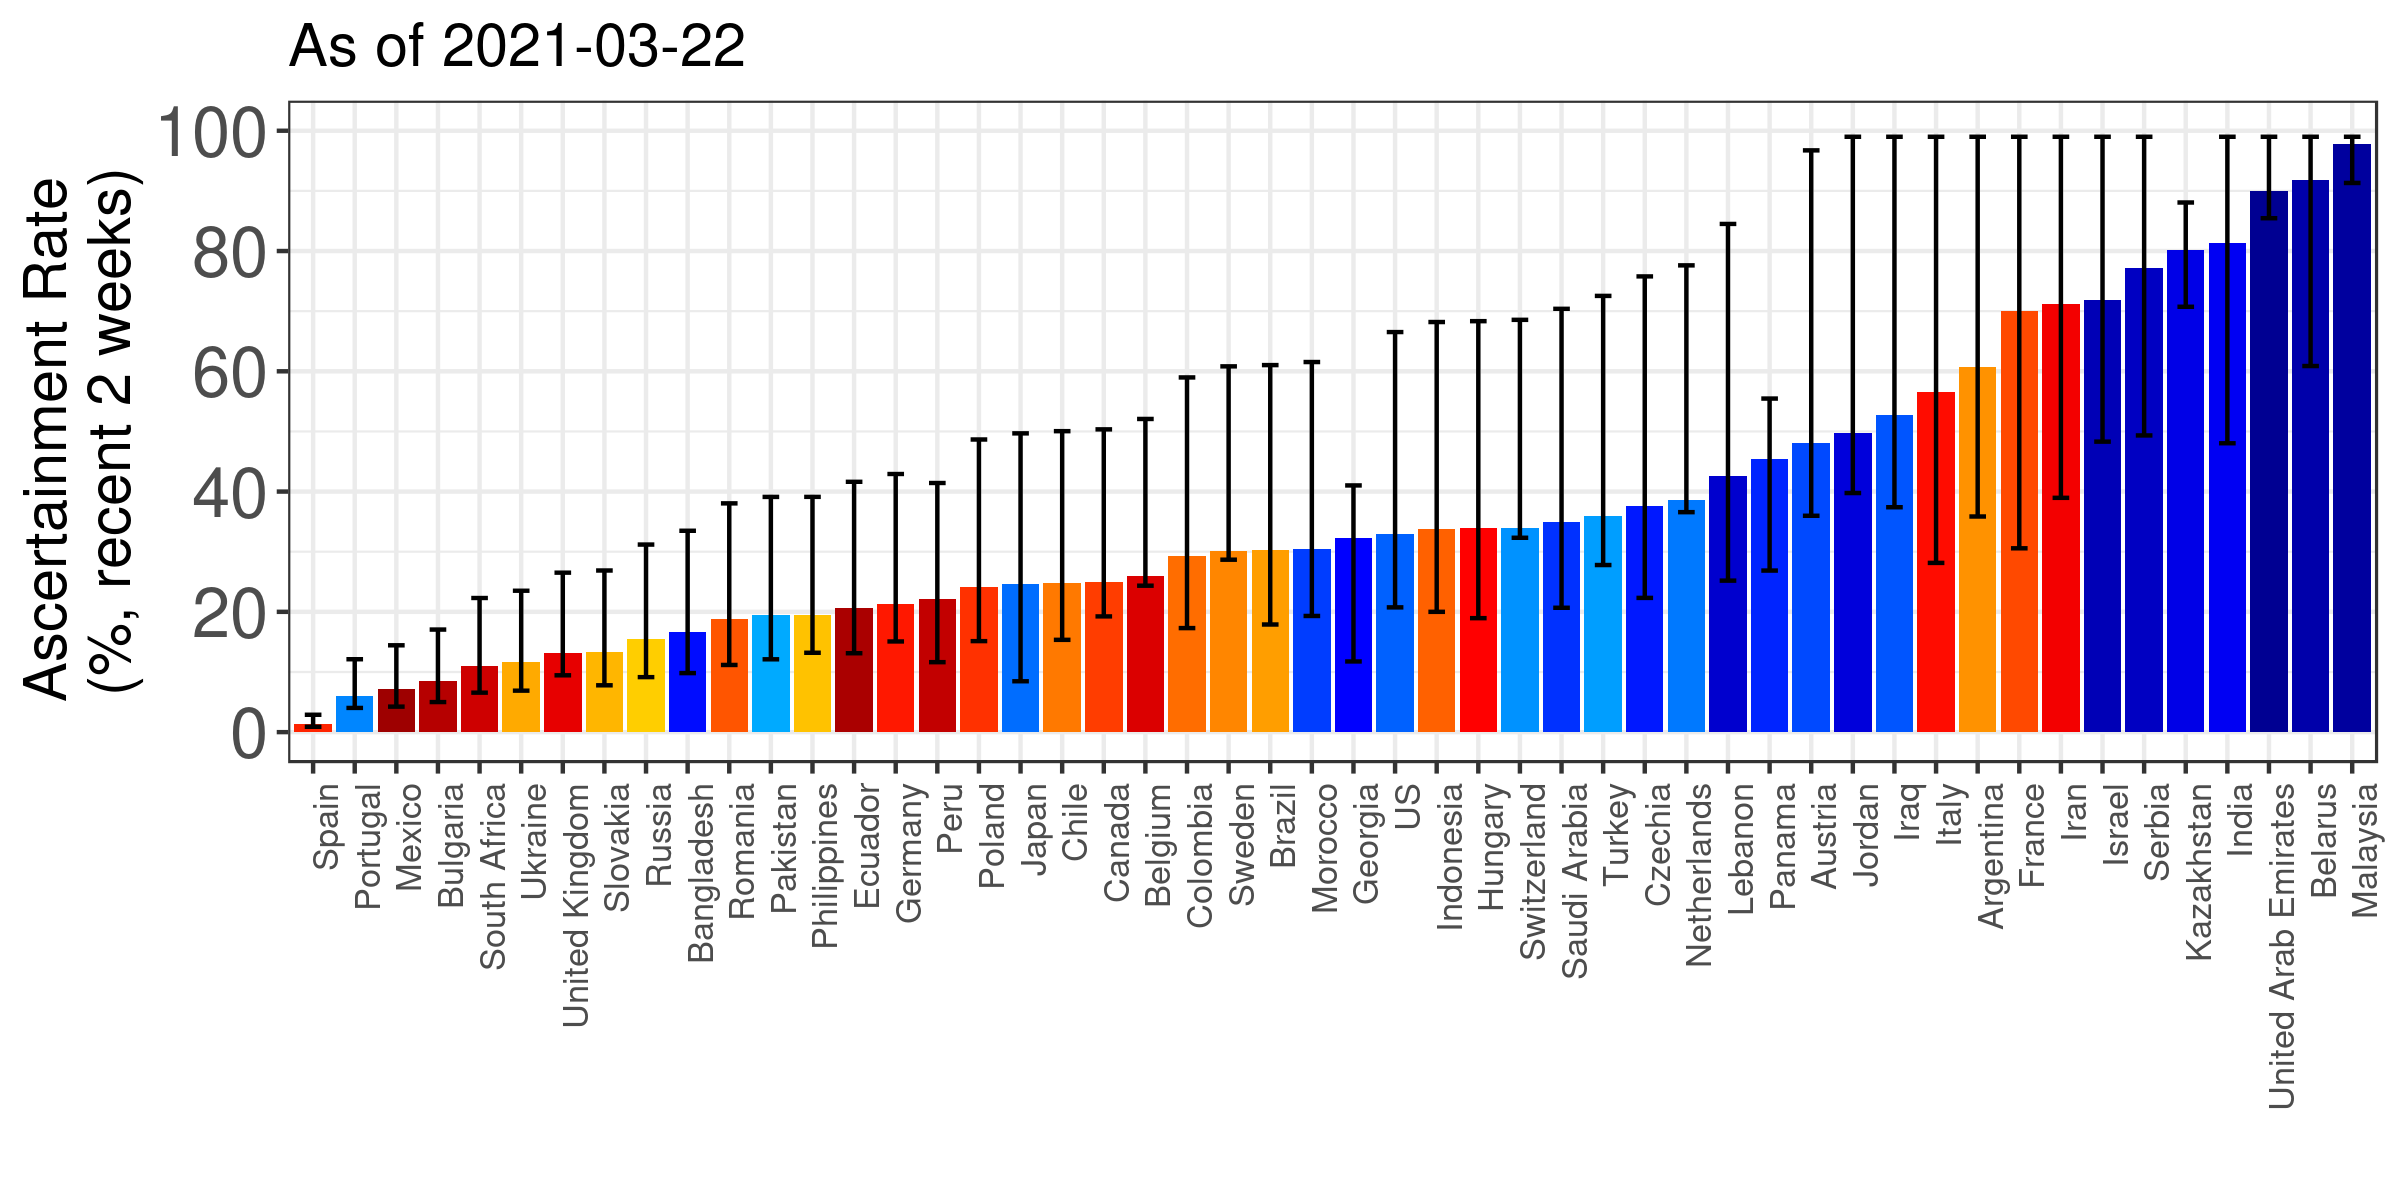 As of 2021-03-22
Ascertainment Rate
(%, recent 2 weeks)
100
80
60
40
20
0
Spain
Portugal
Mexico
Bulgaria
South Africa
Ukraine
United Kingdom
Slovakia
Russia
Bangladesh
Romania
Pakistan
Philippines
Ecuador
Germany
Peru
Poland
Japan
Chile
Canada
Belgium
Colombia
Sweden
Brazil
Morocco
Georgia
US
Indonesia
Hungary
Switzerland
Saudi Arabia
Turkey
Czechia
Netherlands
Lebanon
Panama
Austria
Jordan
Iraq
Italy
Argentina
France
Iran
Israel
Serbia
Kazakhstan
India
United Arab Emirates
Belarus
Malaysia